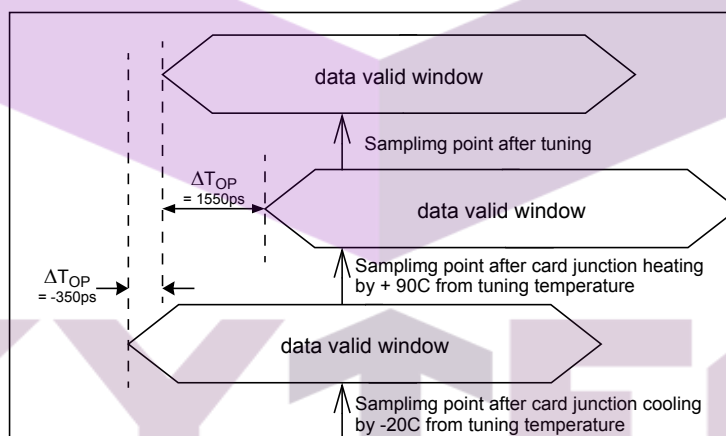 data valid window
Samplimg point after tuning
ΔTOP
= 1550ps
data valid window
Samplimg point after card junction heating
by + 90C from tuning temperature
ΔTOP
= -350ps
data valid window
Samplimg point after card junction cooling
by -20C from tuning temperature